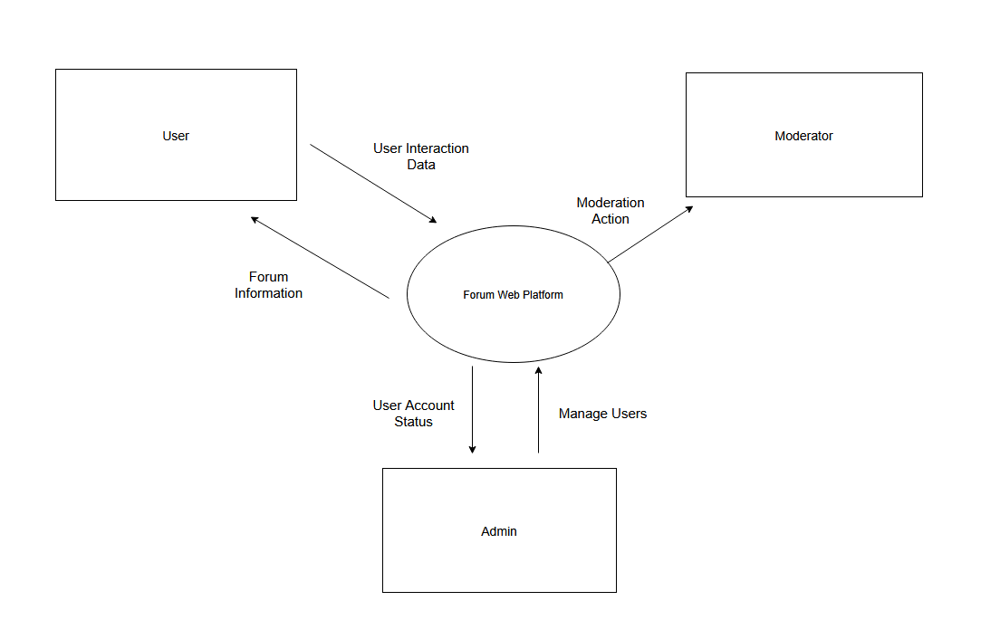 User
Moderator
User Interaction
Data
Moderation
Action
Forum
Information
Forum Web Platform
User Account
Status
Manage Users
Admin